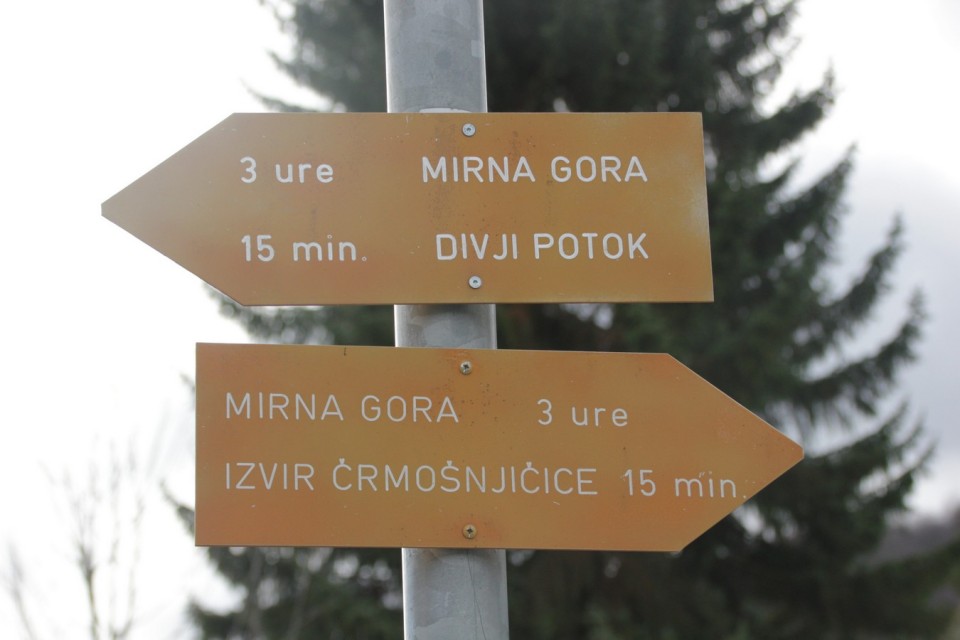 3 ure MIRNA GORA
15 min. DIVJI POTOK
MIRNA GORA 3 ure
IZVIR ČRMOŠNJIČICE 15 min.